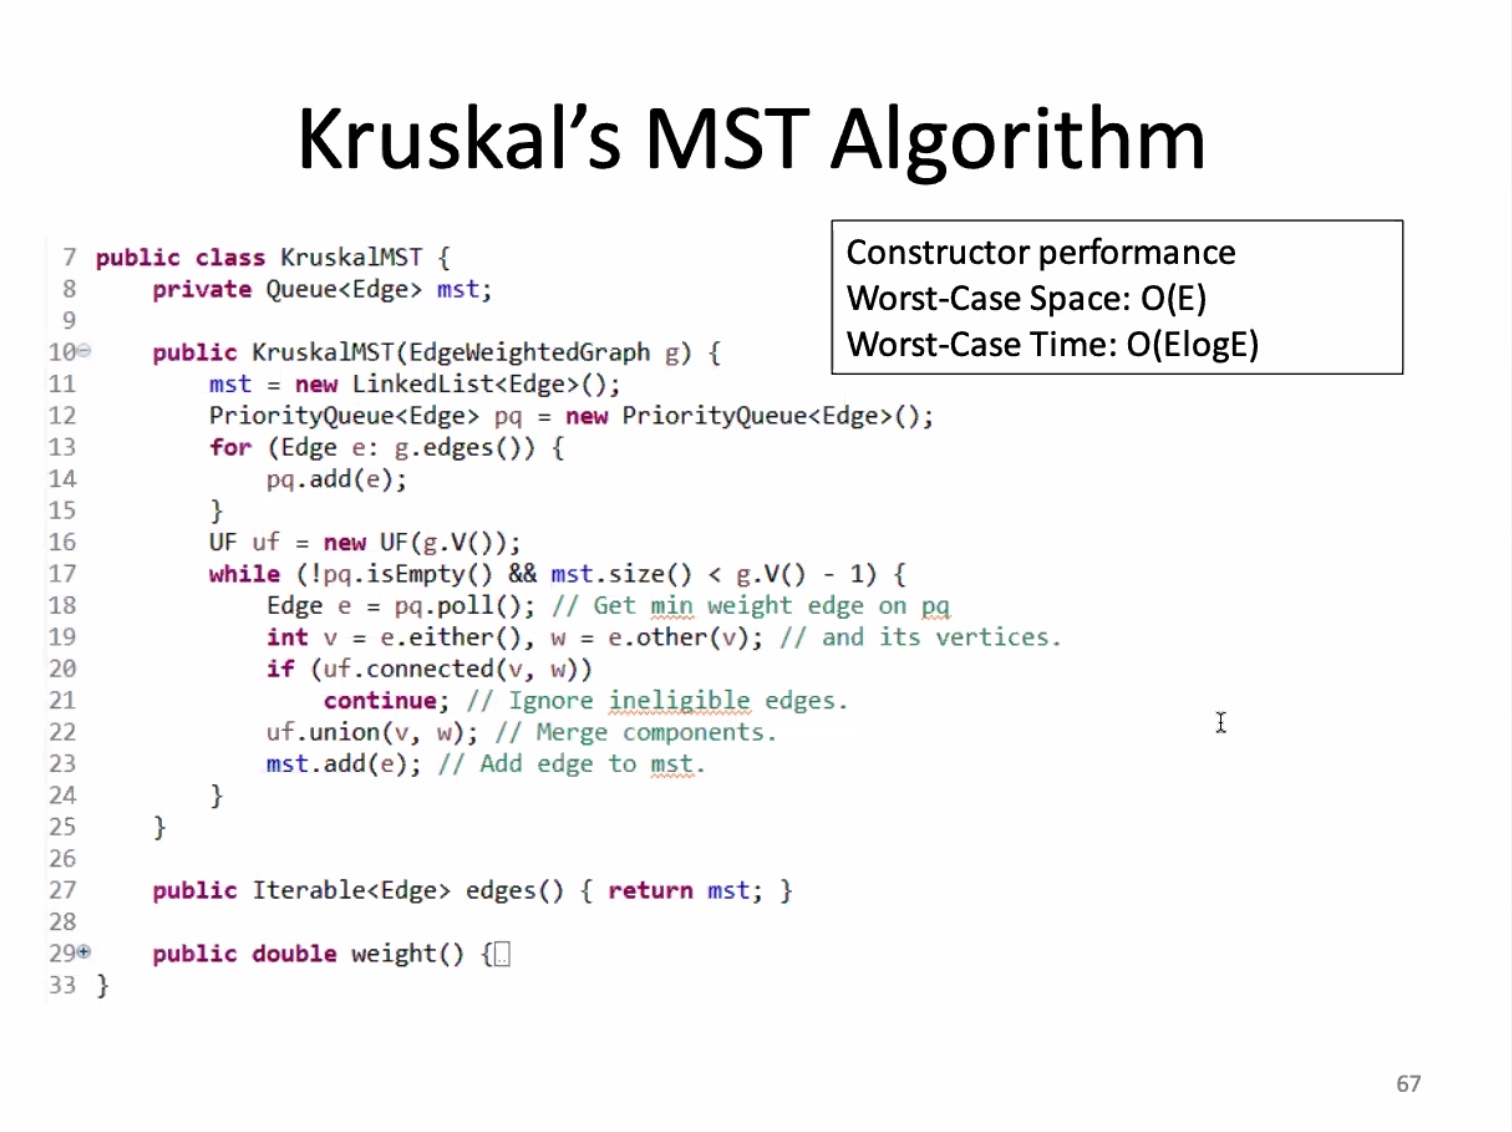 Kruskal’s MST Algorithm
Constructor performance
Worst-Case Space: O(E)
Worst-Case Time: O(ElogE)
7 public class KruskalMST {
8 private Queue<Edge> mst;
9
10 public KruskalMST(EdgeWeightedGraph g) {
11 mst = new LinkedList<Edge>();
12 PriorityQueue<Edge> pq = new PriorityQueue<Edge>();
13 for (Edge e: g.edges()) {
14 pq.add(e);
15 }
16 UF uf = new UF(g.V());
17 while (!pq.isEmpty() && mst.size() < g.V() - 1) {
18 Edge e = pq.poll(); // Get min weight edge on pq
19 int v = e.either(), w = e.other(v); // and its vertices.
20 if (uf.connected(v, w))
21 continue; // Ignore ineligible edges.
22 uf.union(v, w); // Merge components.
23 mst.add(e); // Add edge to mst.
24 }
25 }
26
27 public Iterable<Edge> edges() { return mst; }
28
29 public double weight() {..
33 }
67